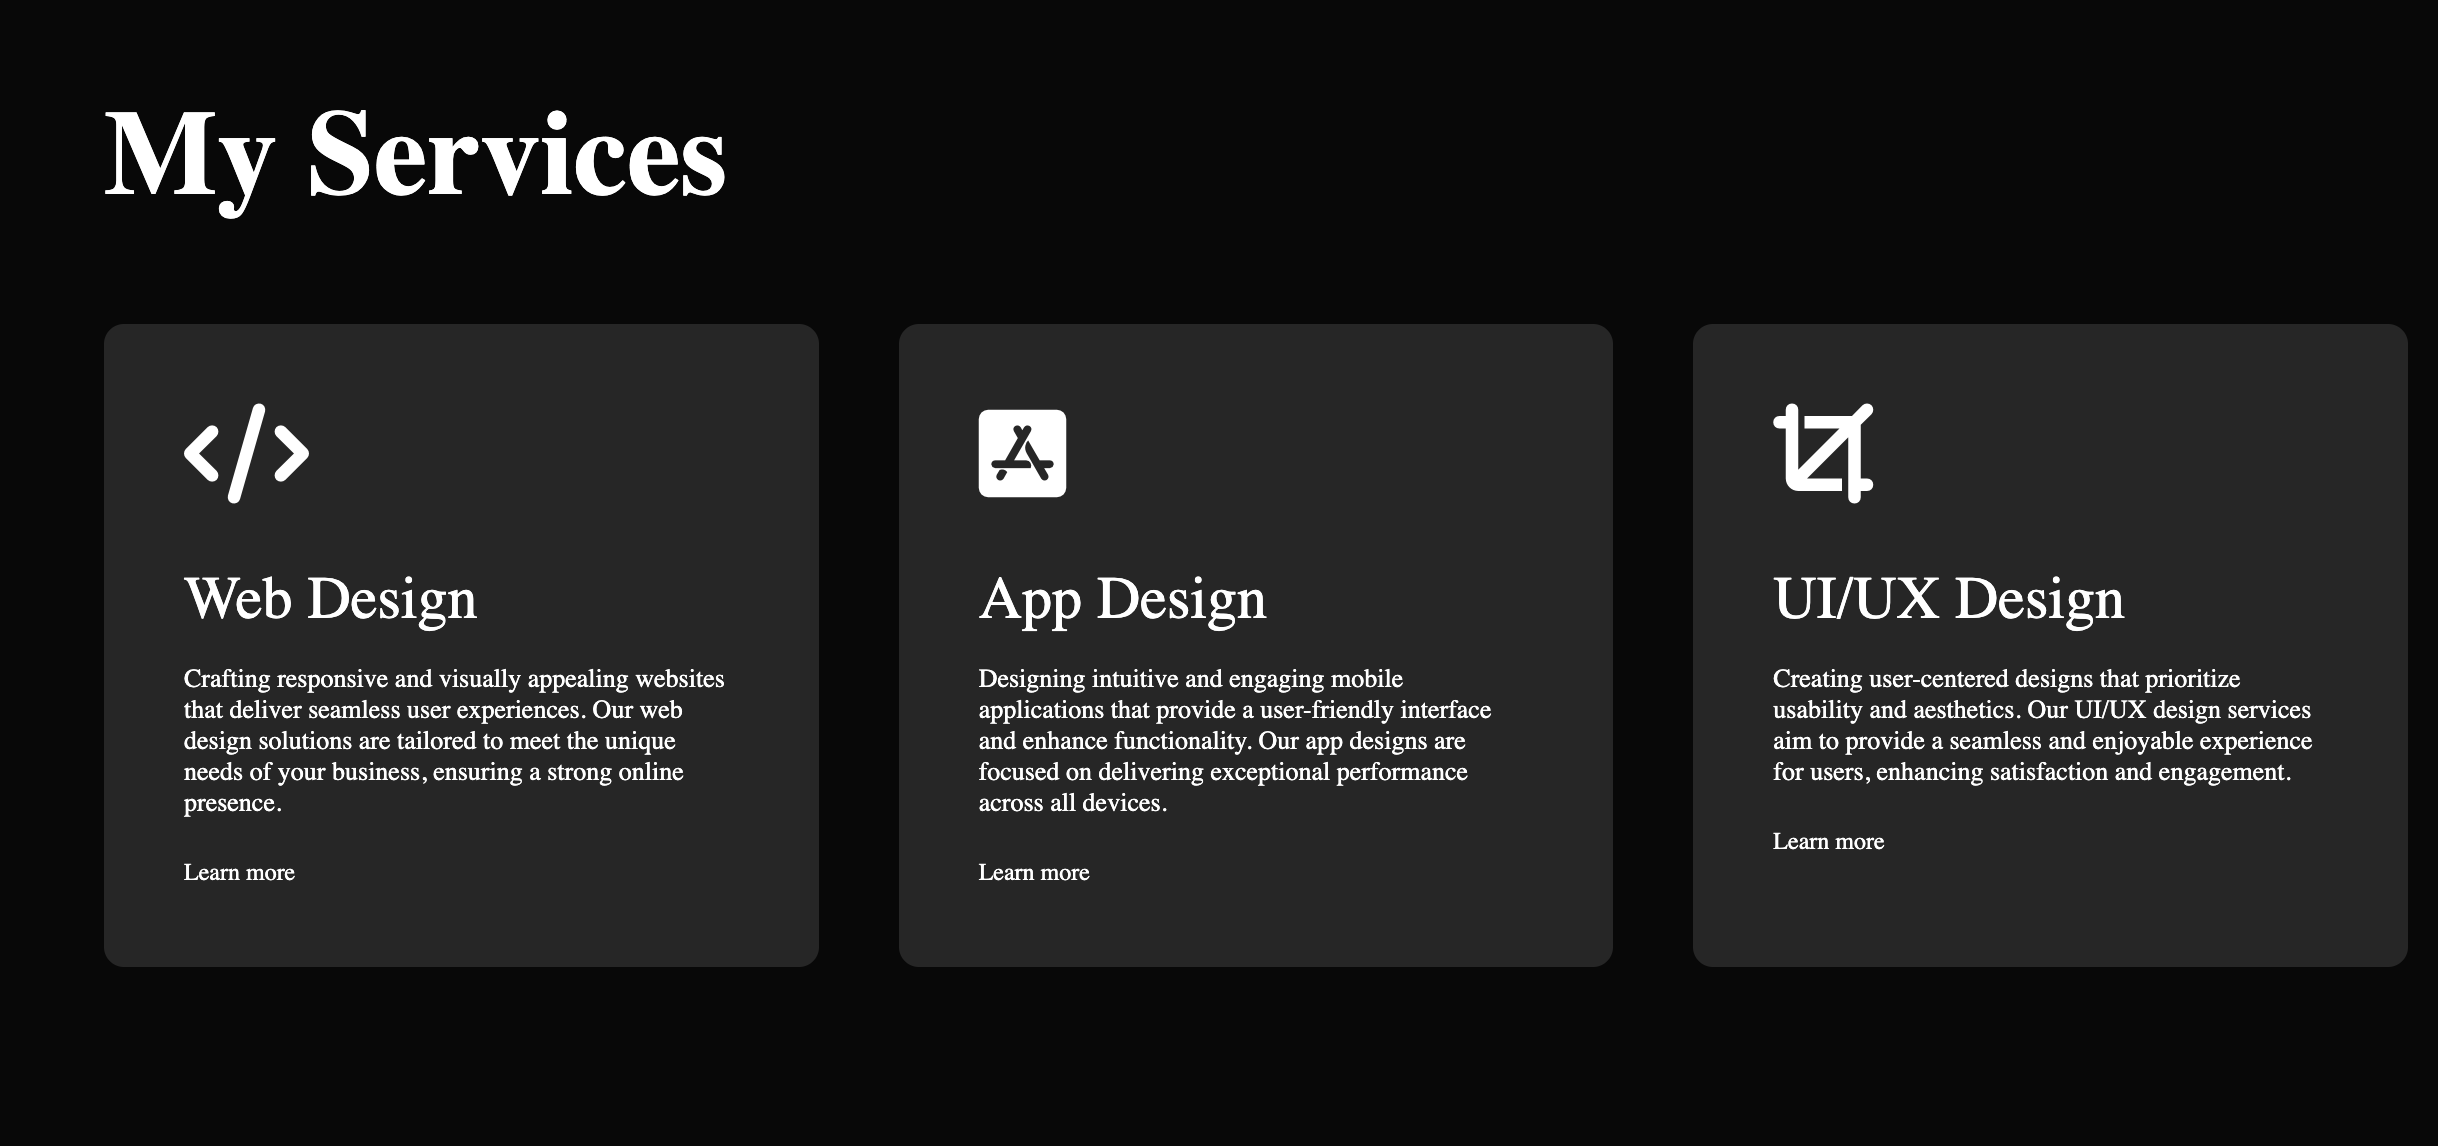 My Services
Web Design
Crafting responsive and visually appealing websites
that deliver seamless user experiences. Our web
design solutions are tailored to meet the unique
needs of your business, ensuring a strong online
presence.
Learn more
App Design
Designing intuitive and engaging mobile
applications that provide a user-friendly interface
and enhance functionality. Our app designs are
focused on delivering exceptional performance
across all devices.
Learn more
UI/UX Design
Creating user-centered designs that prioritize
usability and aesthetics. Our UI/UX design services
aim to provide a seamless and enjoyable experience
for users, enhancing satisfaction and engagement.
Learn more